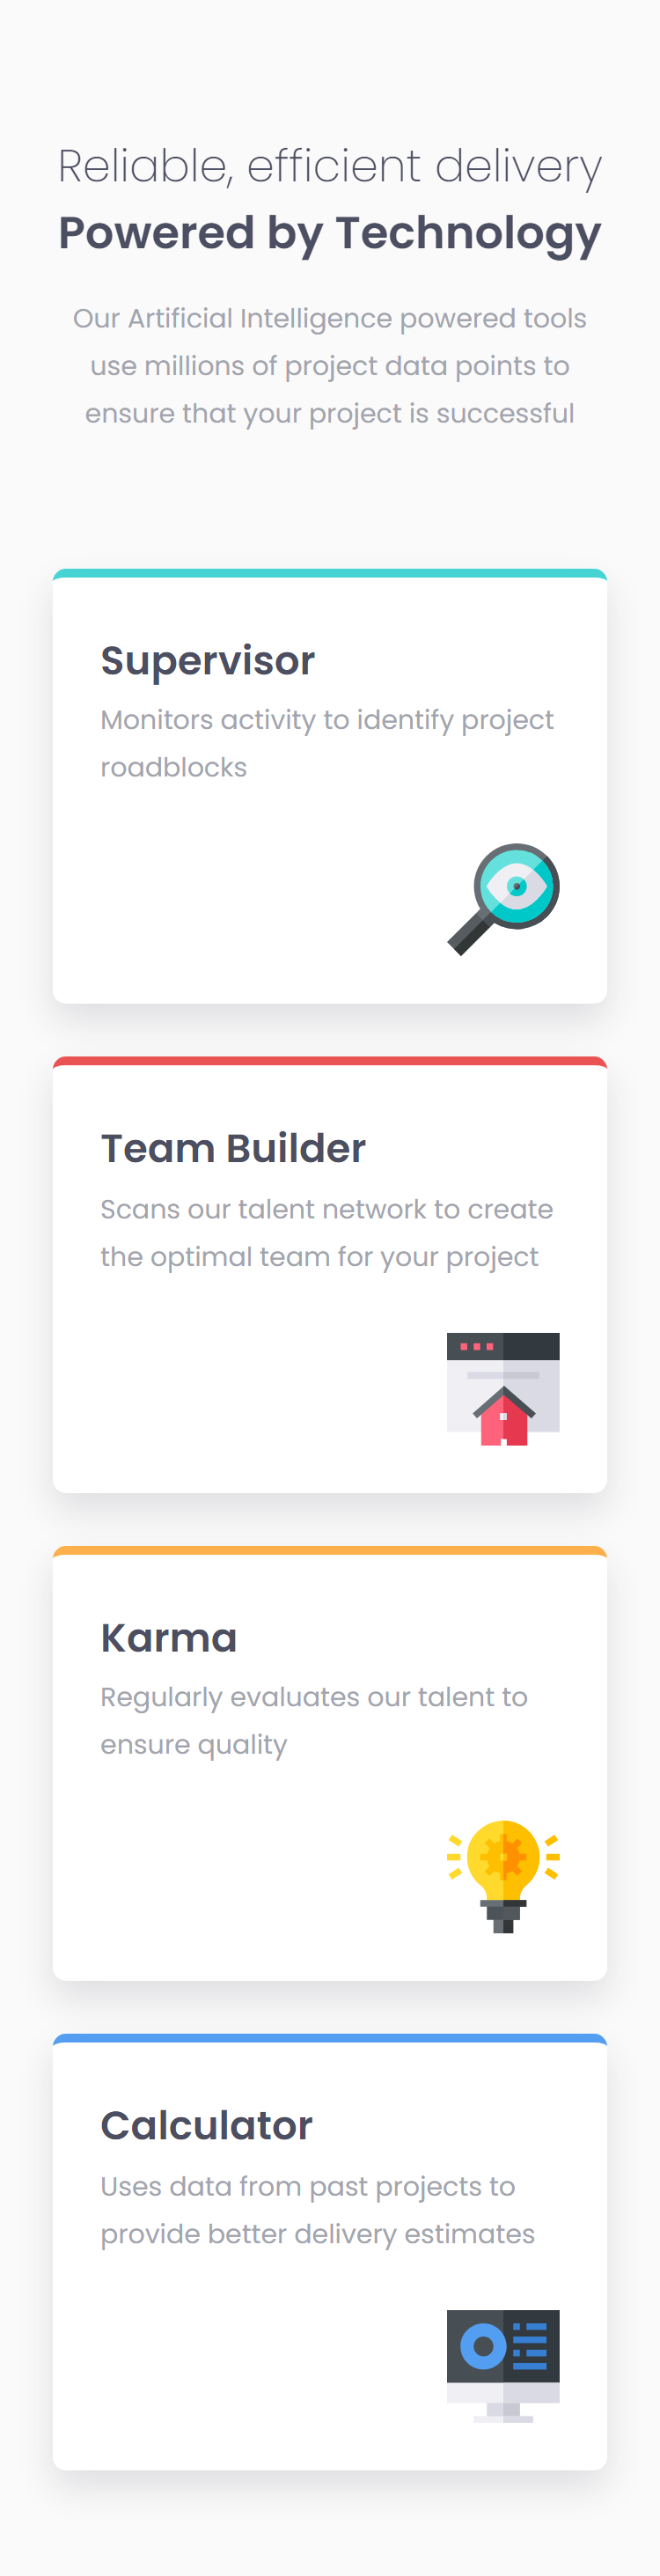 Reliable, efficient delivery
Powered by Technology
Our Artificial Intelligence powered tools
use millions of project data points to
ensure that your project is successful
Supervisor
Monitors activity to identify project
roadblocks
Team Builder
Scans our talent network to create
the optimal team for your project
Karma
Regularly evaluates our talent to
ensure quality
Calculator
Uses data from past projects to
provide better delivery estimates